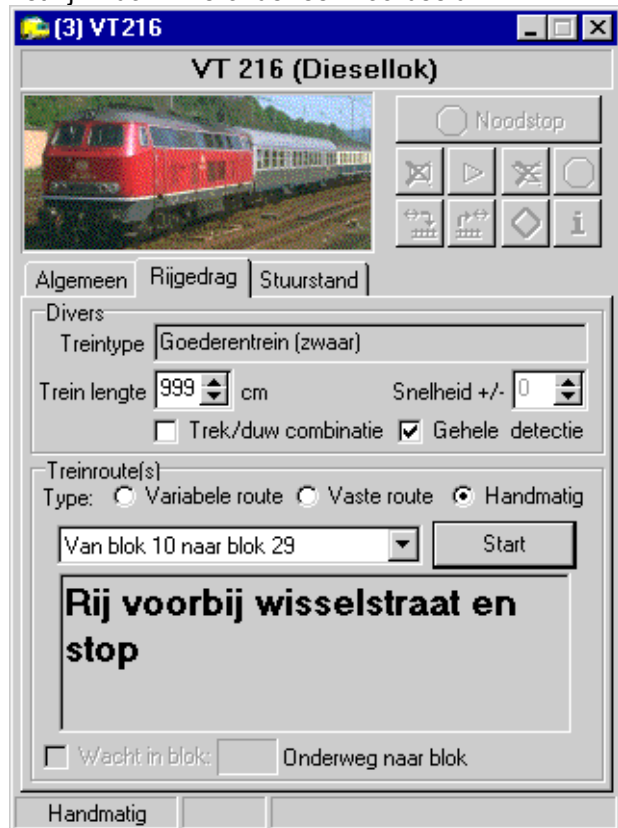 (3) VT216
VT 216 (Diesellok)
Noodstop
Algemeen Rijgedrag Stuurstand
Divers
Treintype Goederentrein (zwaar)
Trein lengte 999 cm Snelheid +/- 0
Trek/duw combinatie Gehele detectie
Treinroute(s)
Type: Variabele route Vaste route Handmatig
Van blok 10 naar blok 29 Start
Rij voorbij wisselstraat en
stop
Wacht in blok: Onderweg naar blok
Handmatig